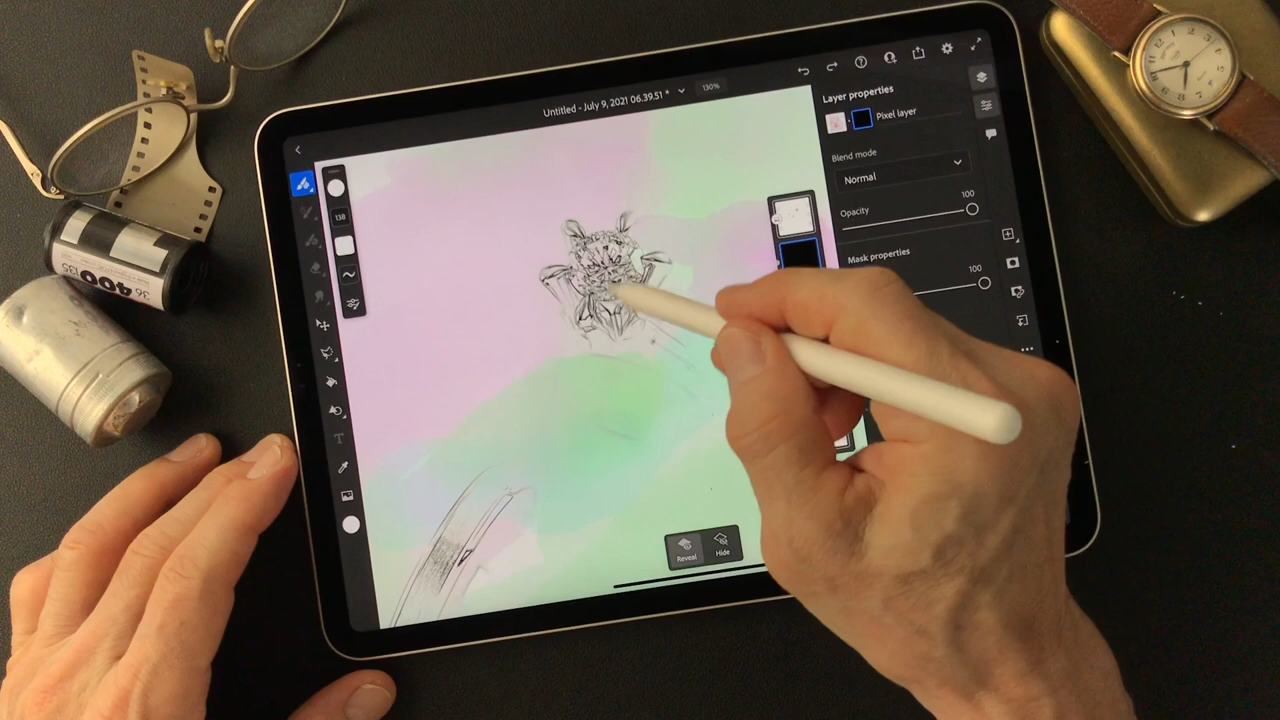 Untitled - July 9, 2021 06.39.51 *
130%
Layer properties
Pixel layer
Blend mode
Normal
Opacity
100
Mask properties
100
138
T
Reveal
Hide
400
36
135